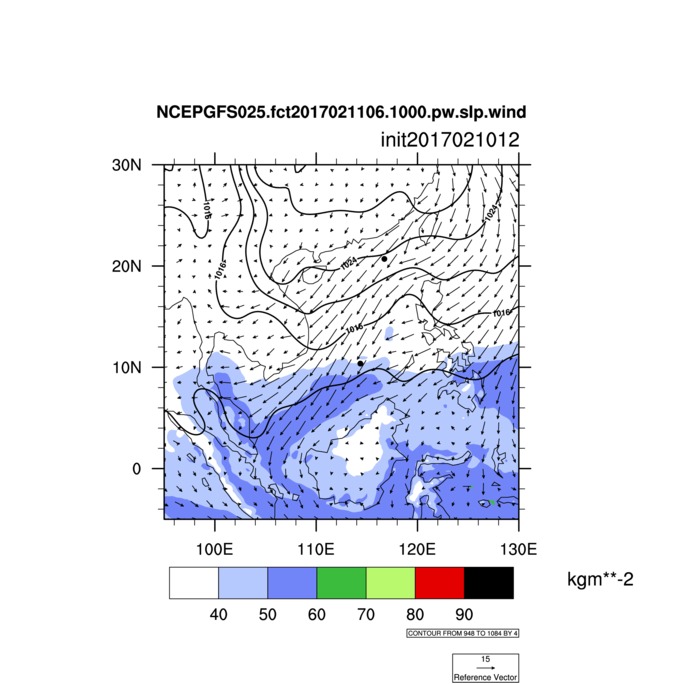 NCEPGFS025.fct2017021106.1000.pw.slp.wind
init2017021012
30N
1016
1024
20N
1024
1016
1016
1016
10N
0
100E
110E
120E
130E
kgm**-2
40
50
60
70
80
90
CONTOUR FROM 948 TO 1084 BY 4
15
Reference Vector